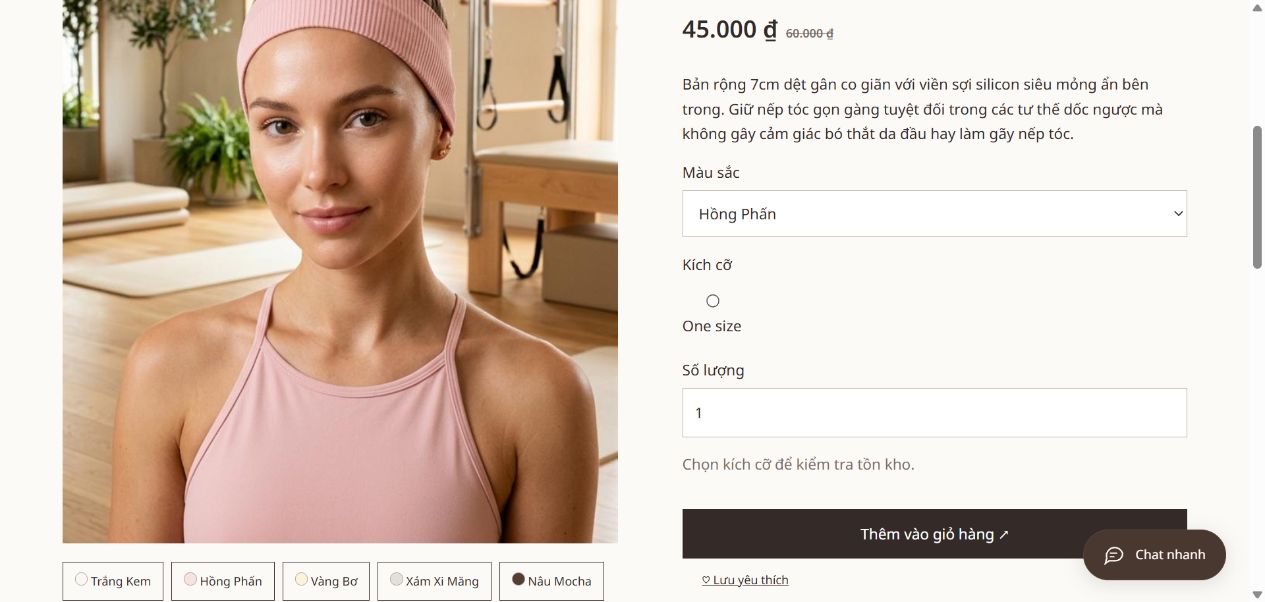 45.000 ₫ 60.000 ₫
Bản rộng 7cm dệt gân co giãn với viền sợi silicon siêu mỏng ẩn bên
trong. Giữ nếp tóc gọn gàng tuyệt đối trong các tư thế dốc ngược mà
không gây cảm giác bó thắt da đầu hay làm gãy nếp tóc.
Màu sắc
Hồng Phấn
Kích cỡ
One size
Số lượng
1
Chọn kích cỡ để kiểm tra tồn kho.
Thêm vào giỏ hàng ↗
Chat nhanh
♡ Lưu yêu thích
Trắng Kem
Hồng Phấn
Vàng Bơ
Xám Xi Măng
Nâu Mocha